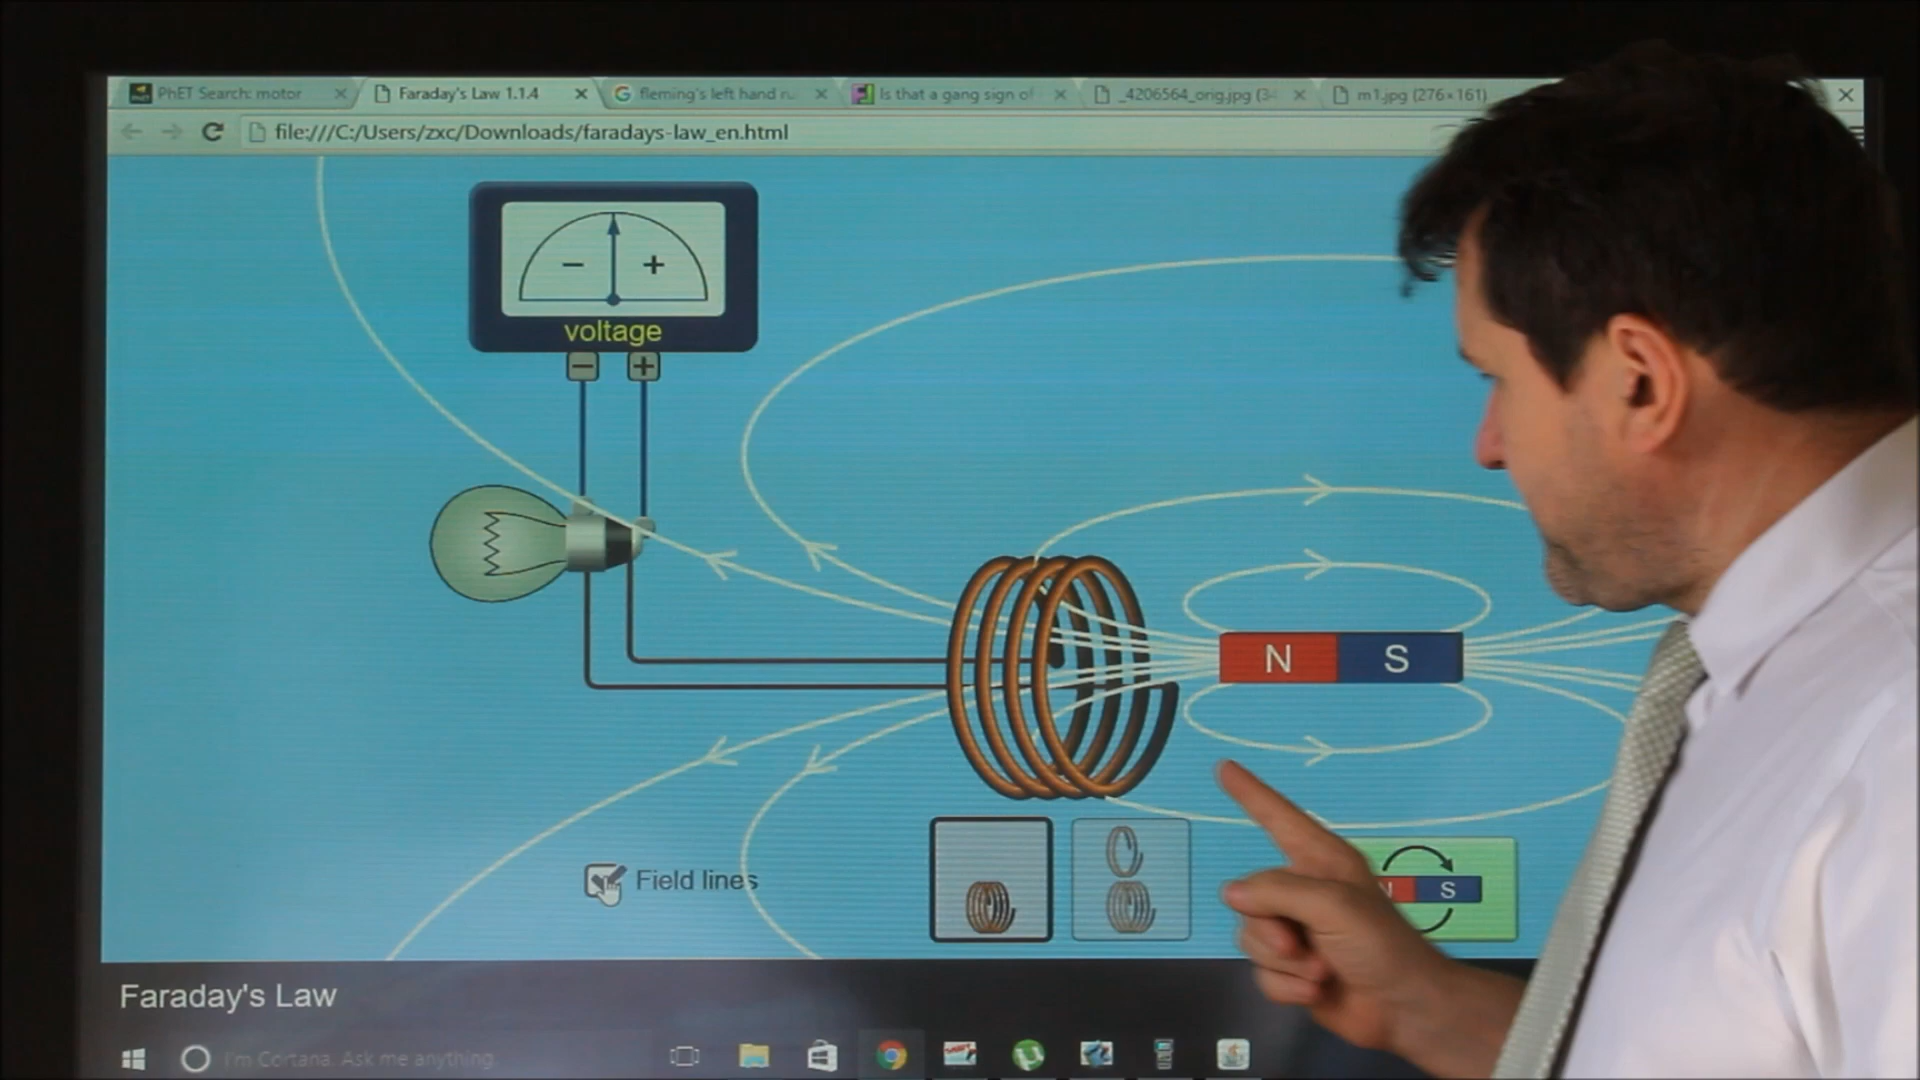 PhET Search: motor
Faraday's Law 1.1.4
fleming's left hand ru
Is that a gang sign of
_4206564_orig.jpg (34
m1.jpg (276×161)
file:///C:/Users/zxc/Downloads/faradays-law_en.html
− +
voltage
− +
N S
Field lines
N S
Faraday's Law
I'm Cortana. Ask me anything.